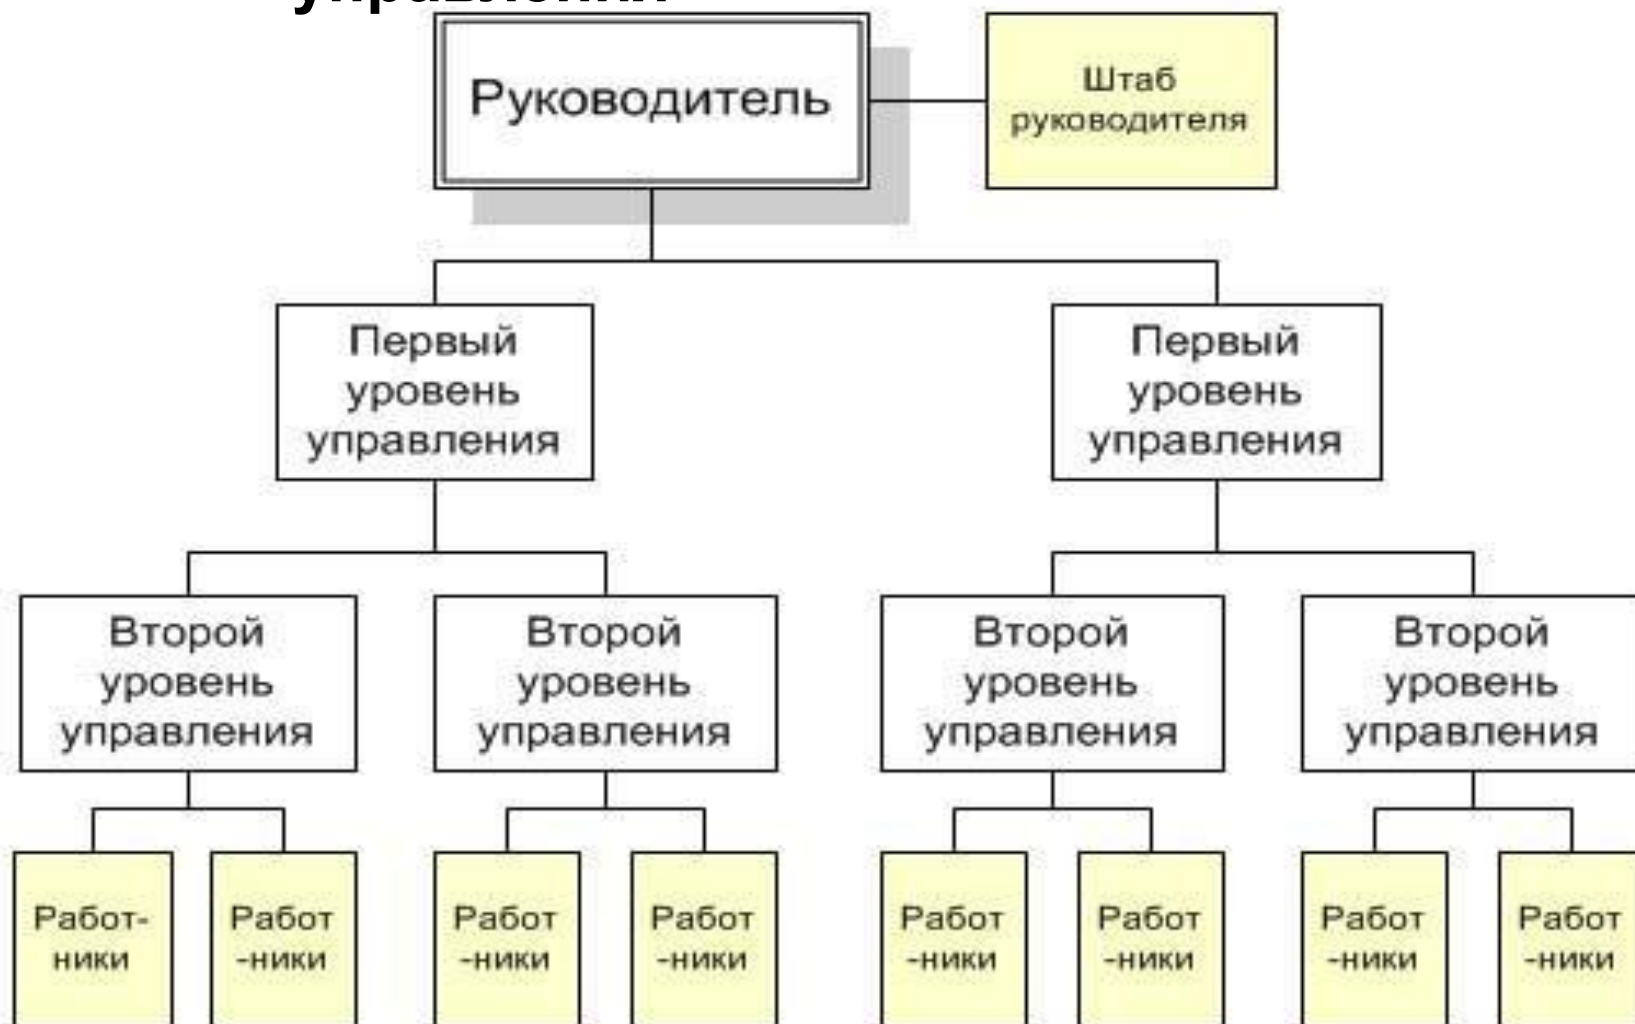 управления
Руководитель
Штаб
руководителя
Первый
уровень
управления
Первый
уровень
управления
Второй
уровень
управления
Второй
уровень
управления
Второй
уровень
управления
Второй
уровень
управления
Работ-
ники
Работ
-ники
Работ
-ники
Работ
-ники
Работ
-ники
Работ
-ники
Работ
-ники
Работ
-ники